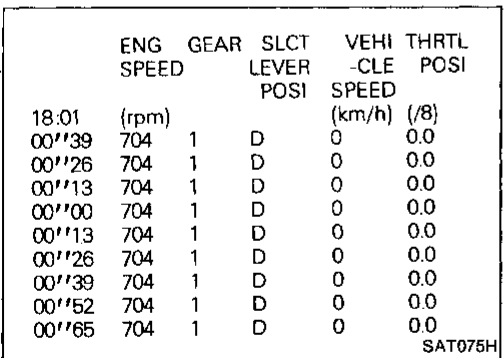 ENG GEAR SLCT VEHI THRTL
SPEED LEVER -CLE POSI
POSI SPEED
18:01 (rpm) (km/h) (/8)
00''39 704 1 D 0 0.0
00''26 704 1 D 0 0.0
00''13 704 1 D 0 0.0
00''00 704 1 D 0 0.0
00''13 704 1 D 0 0.0
00''26 704 1 D 0 0.0
00''39 704 1 D 0 0.0
00''52 704 1 D 0 0.0
00''65 704 1 D 0 0.0
SAT075H